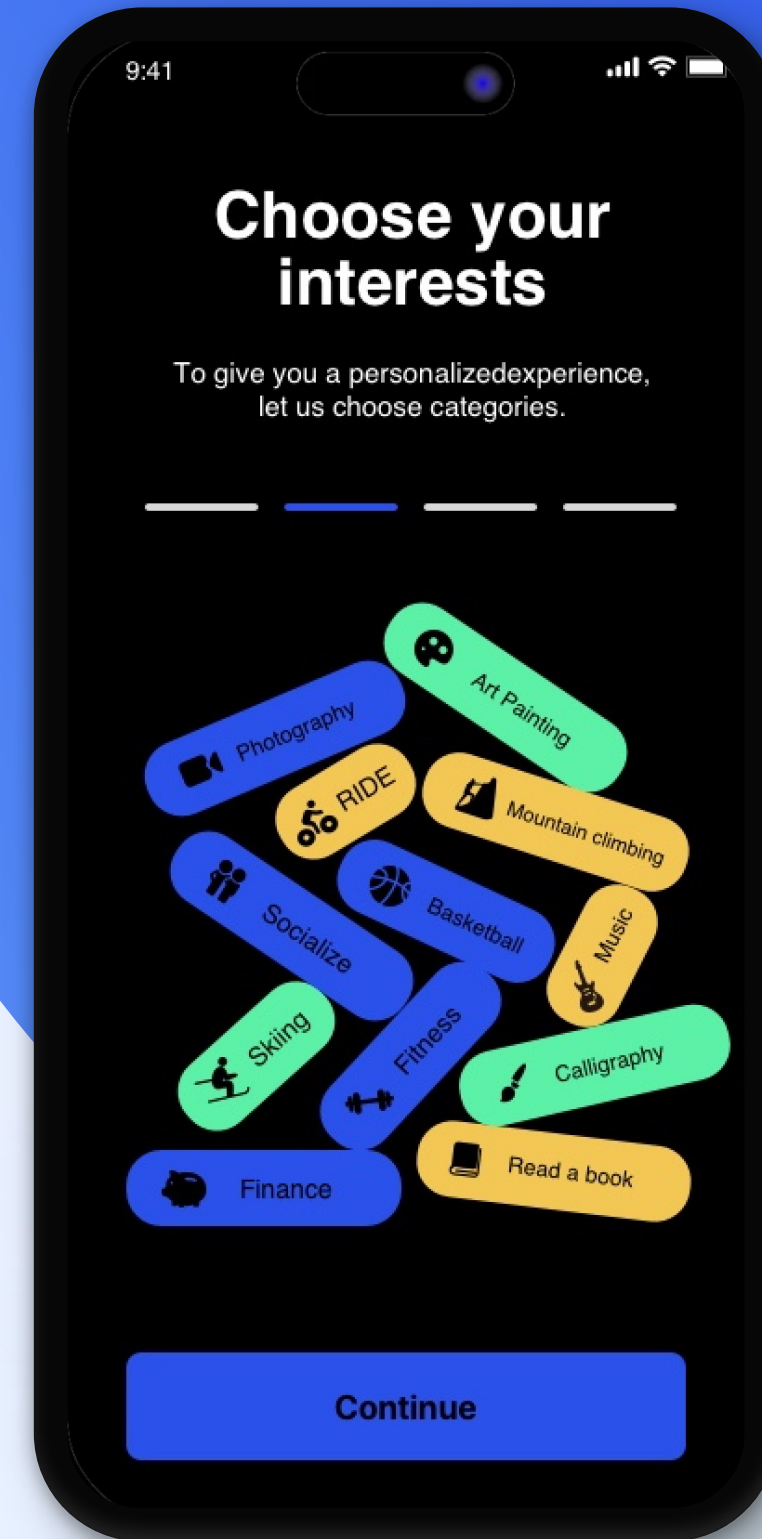 9:41
Choose your
interests
To give you a personalizedexperience,
let us choose categories.
Art Painting
Photography
RIDE
Mountain climbing
Socialize
Basketball
Music
Skiing
Fitness
Calligraphy
Finance
Read a book
Continue